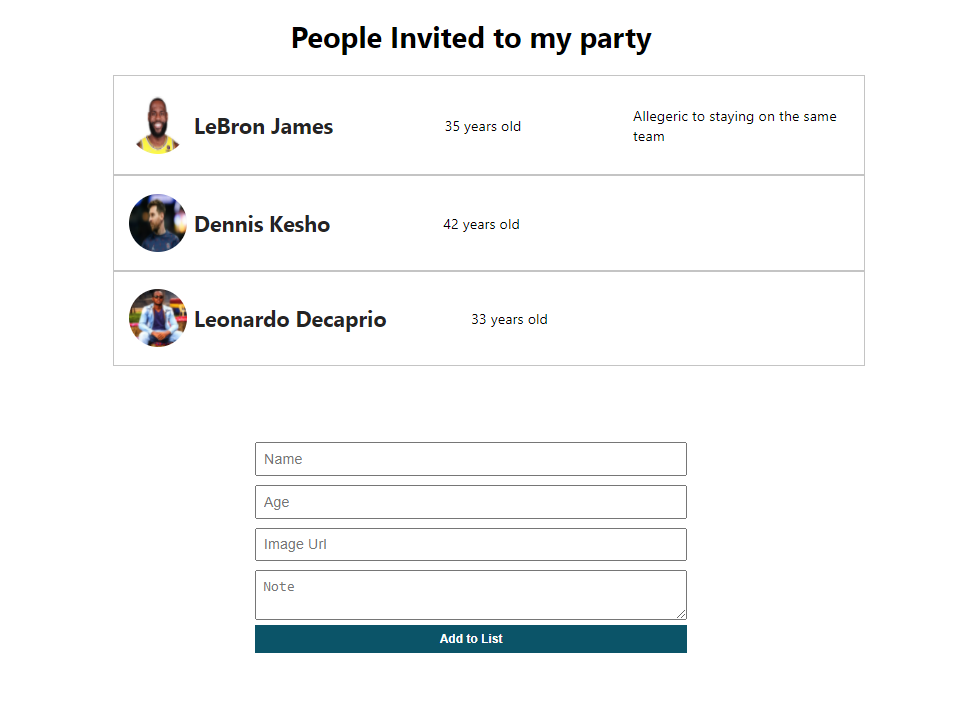 People Invited to my party
LeBron James
35 years old
Allegeric to staying on the same
team
Dennis Kesho
42 years old
Leonardo Decaprio
33 years old
Name
Age
Image Url
Note
Add to List